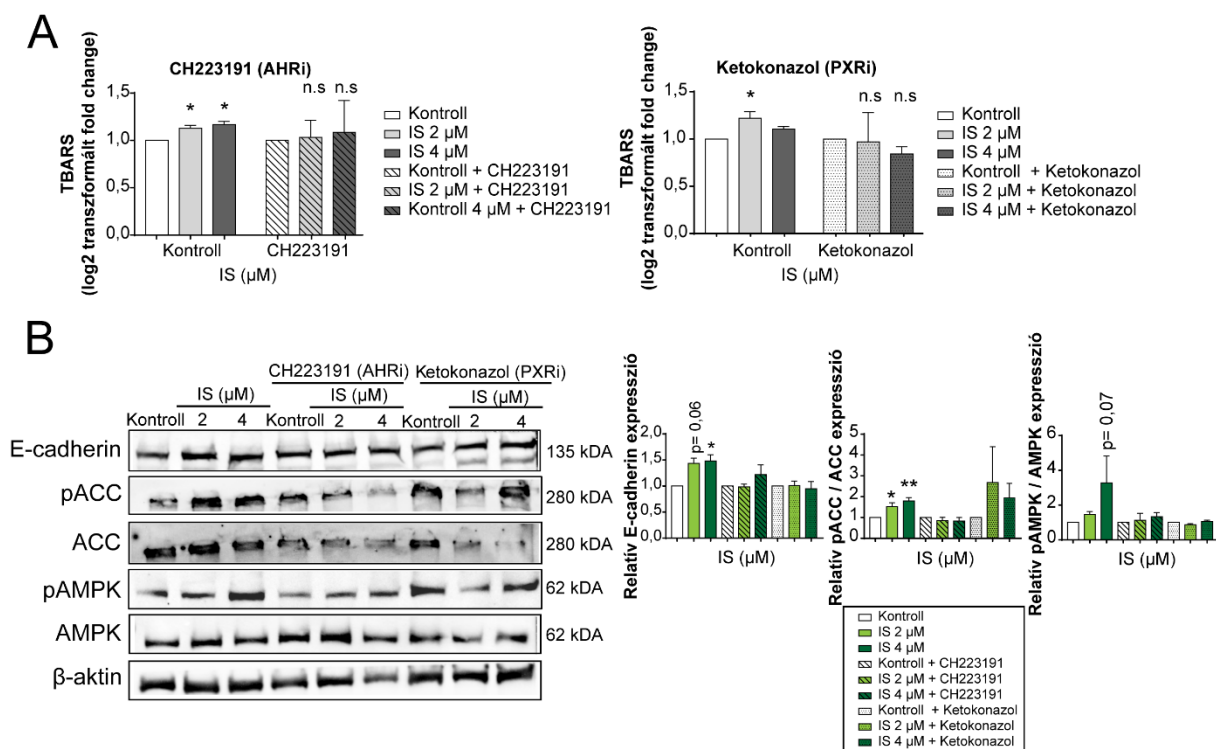 A
CH223191 (AHRi)
TBARS
(log2 transzformált fold change)
1,5
1,0
0,5
0,0
* *
n.s n.s
Kontroll CH223191
IS (µM)
Kontroll
IS 2 µM
IS 4 µM
Kontroll + CH223191
IS 2 µM + CH223191
Kontroll 4 µM + CH223191
Ketokonazol (PXRi)
TBARS
(log2 transzformált fold change)
1,5
1,0
0,5
0,0
*
n.s n.s
Kontroll Ketokonazol
IS (µM)
Kontroll
IS 2 µM
IS 4 µM
Kontroll + Ketokonazol
IS 2 µM + Ketokonazol
IS 4 µM + Ketokonazol
B
CH223191 (AHRi) Ketokonazol (PXRi)
IS (µM) IS (µM) IS (µM)
Kontroll 2 4 Kontroll 2 4 Kontroll 2 4
E-cadherin 135 kDA
pACC 280 kDA
ACC 280 kDA
pAMPK 62 kDA
AMPK 62 kDA
β-aktin
Relativ E-cadherin expresszió
2,0
1,5
1,0
0,5
0,0
p= 0,06
*
IS (µM)
Relativ pACC / ACC expresszió
5
4
3
2
1
0
* **
IS (µM)
Relativ pAMPK / AMPK expresszió
6
4
2
0
p= 0,07
IS (µM)
Kontroll
IS 2 µM
IS 4 µM
Kontroll + CH223191
IS 2 µM + CH223191
IS 4 µM + CH223191
Kontroll + Ketokonazol
IS 2 µM + Ketokonazol
IS 4 µM + Ketokonazol